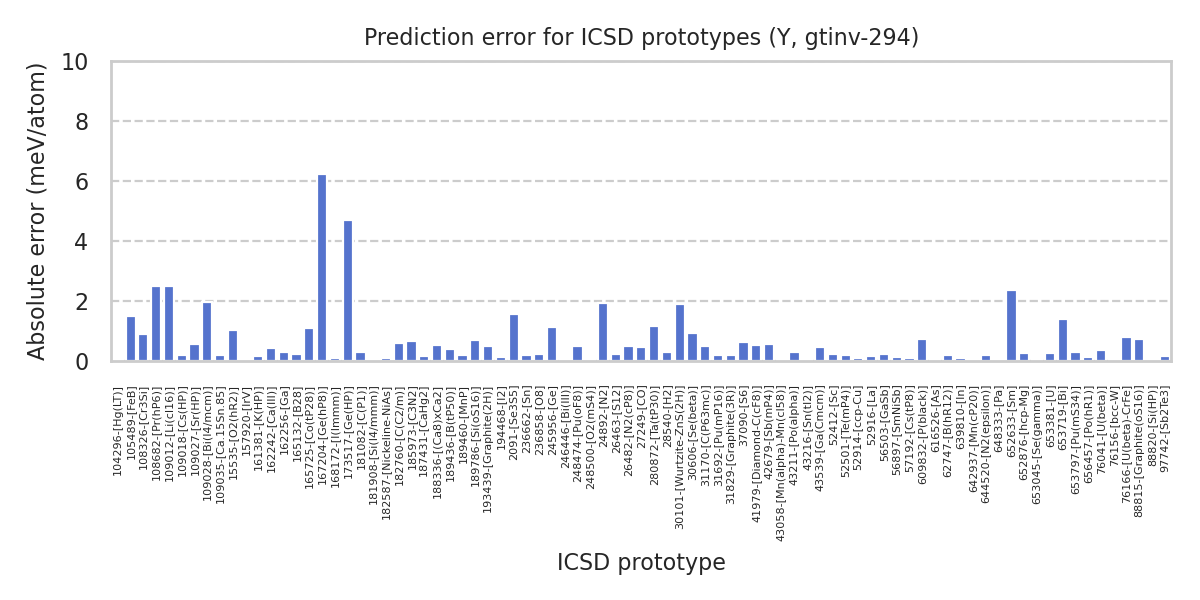 Prediction error for ICSD prototypes (Y, gtinv-294)
Absolute error (meV/atom)
10
8
6
4
2
0
104296-[Hg(LT)]
105489-[FeB]
108326-[Cr3Si]
108682-[Pr(hP6)]
109012-[Li(cI16)]
109018-[Cs(HP)]
109027-[Sr(HP)]
109028-[Bi(I4/mcm)]
109035-[Ca.15Sn.85]
15535-[O2(hR2)]
157920-[IrV]
161381-[K(HP)]
162242-[Ca(III)]
162256-[Ga]
165132-[B28]
165725-[Co(tP28)]
167204-[Ge(hP8)]
168172-[I(Immm)]
173517-[Ge(HP)]
181082-[C(P1)]
181908-[Si(I4/mmm)]
182587-[Nickeline-NiAs]
182760-[C(C2/m)]
185973-[C3N2]
187431-[CaHg2]
188336-[(Ca8)xCa2]
189436-[B(tP50)]
189460-[MnP]
189786-[Si(oS16)]
193439-[Graphite(2H)]
194468-[I2]
2091-[Se3S5]
236662-[Sn]
236858-[O8]
245956-[Ge]
246446-[Bi(III)]
248474-[Pu(oF8)]
248500-[O2(mS4)]
24892-[N2]
26463-[S12]
26482-[N2(cP8)]
27249-[CO]
280872-[Ta(tP30)]
28540-[H2]
30101-[Wurtzite-ZnS(2H)]
30606-[Se(beta)]
31170-[C(P63mc)]
31692-[Pu(mP16)]
31829-[Graphite(3R)]
37090-[S6]
41979-[Diamond-C(cF8)]
42679-[Sb(mP4)]
43058-[Mn(alpha)-Mn(cI58)]
43211-[Po(alpha)]
43216-[Sn(tI2)]
43539-[Ga(Cmcm)]
52412-[Sc]
52501-[Te(mP4)]
52914-[ccp-Cu]
52916-[La]
56503-[GaSb]
56897-[SmNiSb]
57192-[Cs(tP8)]
609832-[P(black)]
616526-[As]
62747-[B(hR12)]
639810-[In]
642937-[Mn(cP20)]
644520-[N2(epsilon)]
648333-[Pa]
652633-[Sm]
652876-[hcp-Mg]
653045-[Se(gamma)]
653381-[U]
653719-[Bi]
653797-[Pu(mS34)]
656457-[Po(hR1)]
76041-[U(beta)]
76156-[bcc-W]
76166-[U(beta)-CrFe]
88815-[Graphite(oS16)]
88820-[Si(HP)]
97742-[Sb2Te3]
ICSD prototype